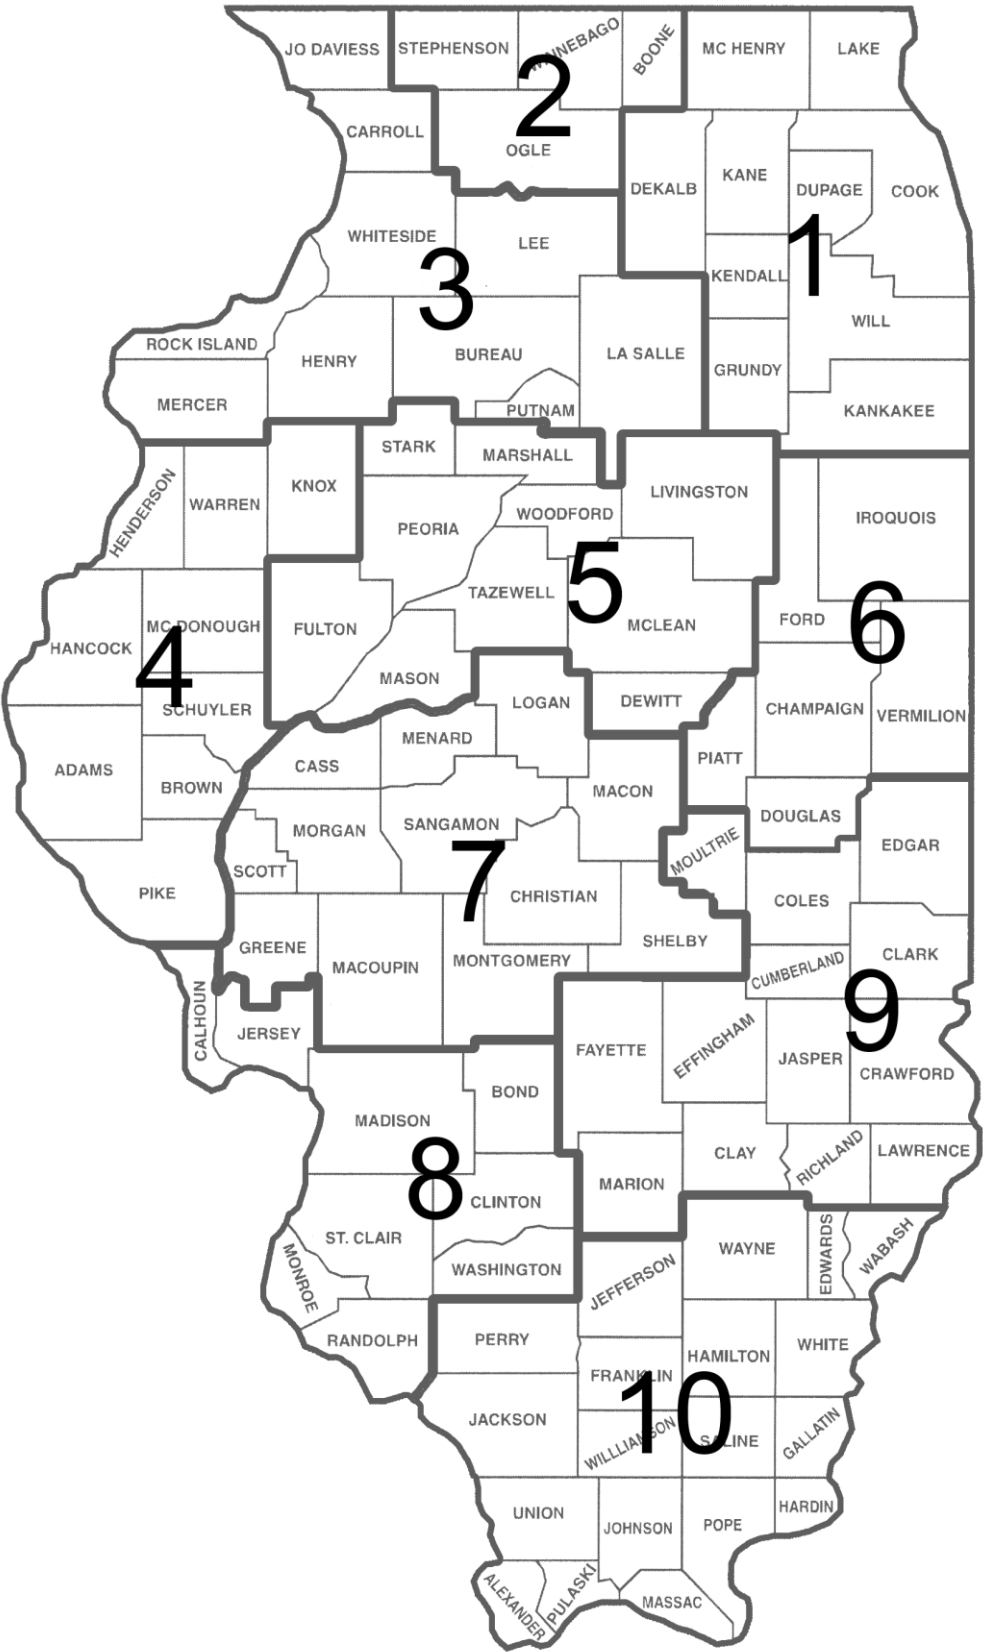 JO DAVIESS
STEPHENSON
WINNEBAGO
BOONE
MC HENRY
LAKE
2
CARROLL
OGLE
DEKALB
KANE
DUPAGE
COOK
WHITESIDE
LEE
1
3
KENDALL
WILL
ROCK ISLAND
HENRY
BUREAU
LA SALLE
GRUNDY
MERCER
PUTNAM
KANKAKEE
STARK
MARSHALL
HENDERSON
WARREN
KNOX
LIVINGSTON
PEORIA
WOODFORD
IROQUOIS
5
TAZEWELL
HANCOCK
MC DONOUGH
FULTON
MCLEAN
FORD
6
4
MASON
SCHUYLER
LOGAN
DEWITT
CHAMPAIGN
VERMILION
MENARD
ADAMS
CASS
PIATT
BROWN
MACON
MORGAN
SANGAMON
DOUGLAS
MOULTRIE
EDGAR
SCOTT
7
PIKE
CHRISTIAN
COLES
GREENE
MACOUPIN
MONTGOMERY
SHELBY
CUMBERLAND
CLARK
CALHOUN
JERSEY
FAYETTE
EFFINGHAM
9
JASPER
CRAWFORD
MADISON
BOND
8
MARION
CLAY
RICHLAND
LAWRENCE
CLINTON
ST. CLAIR
WASHINGTON
MONROE
JEFFERSON
WAYNE
EDWARDS
WABASH
RANDOLPH
PERRY
FRANKLIN
HAMILTON
WHITE
10
JACKSON
WILLLIAMSON
SALINE
GALLATIN
UNION
JOHNSON
POPE
HARDIN
ALEXANDER
PULASKI
MASSAC